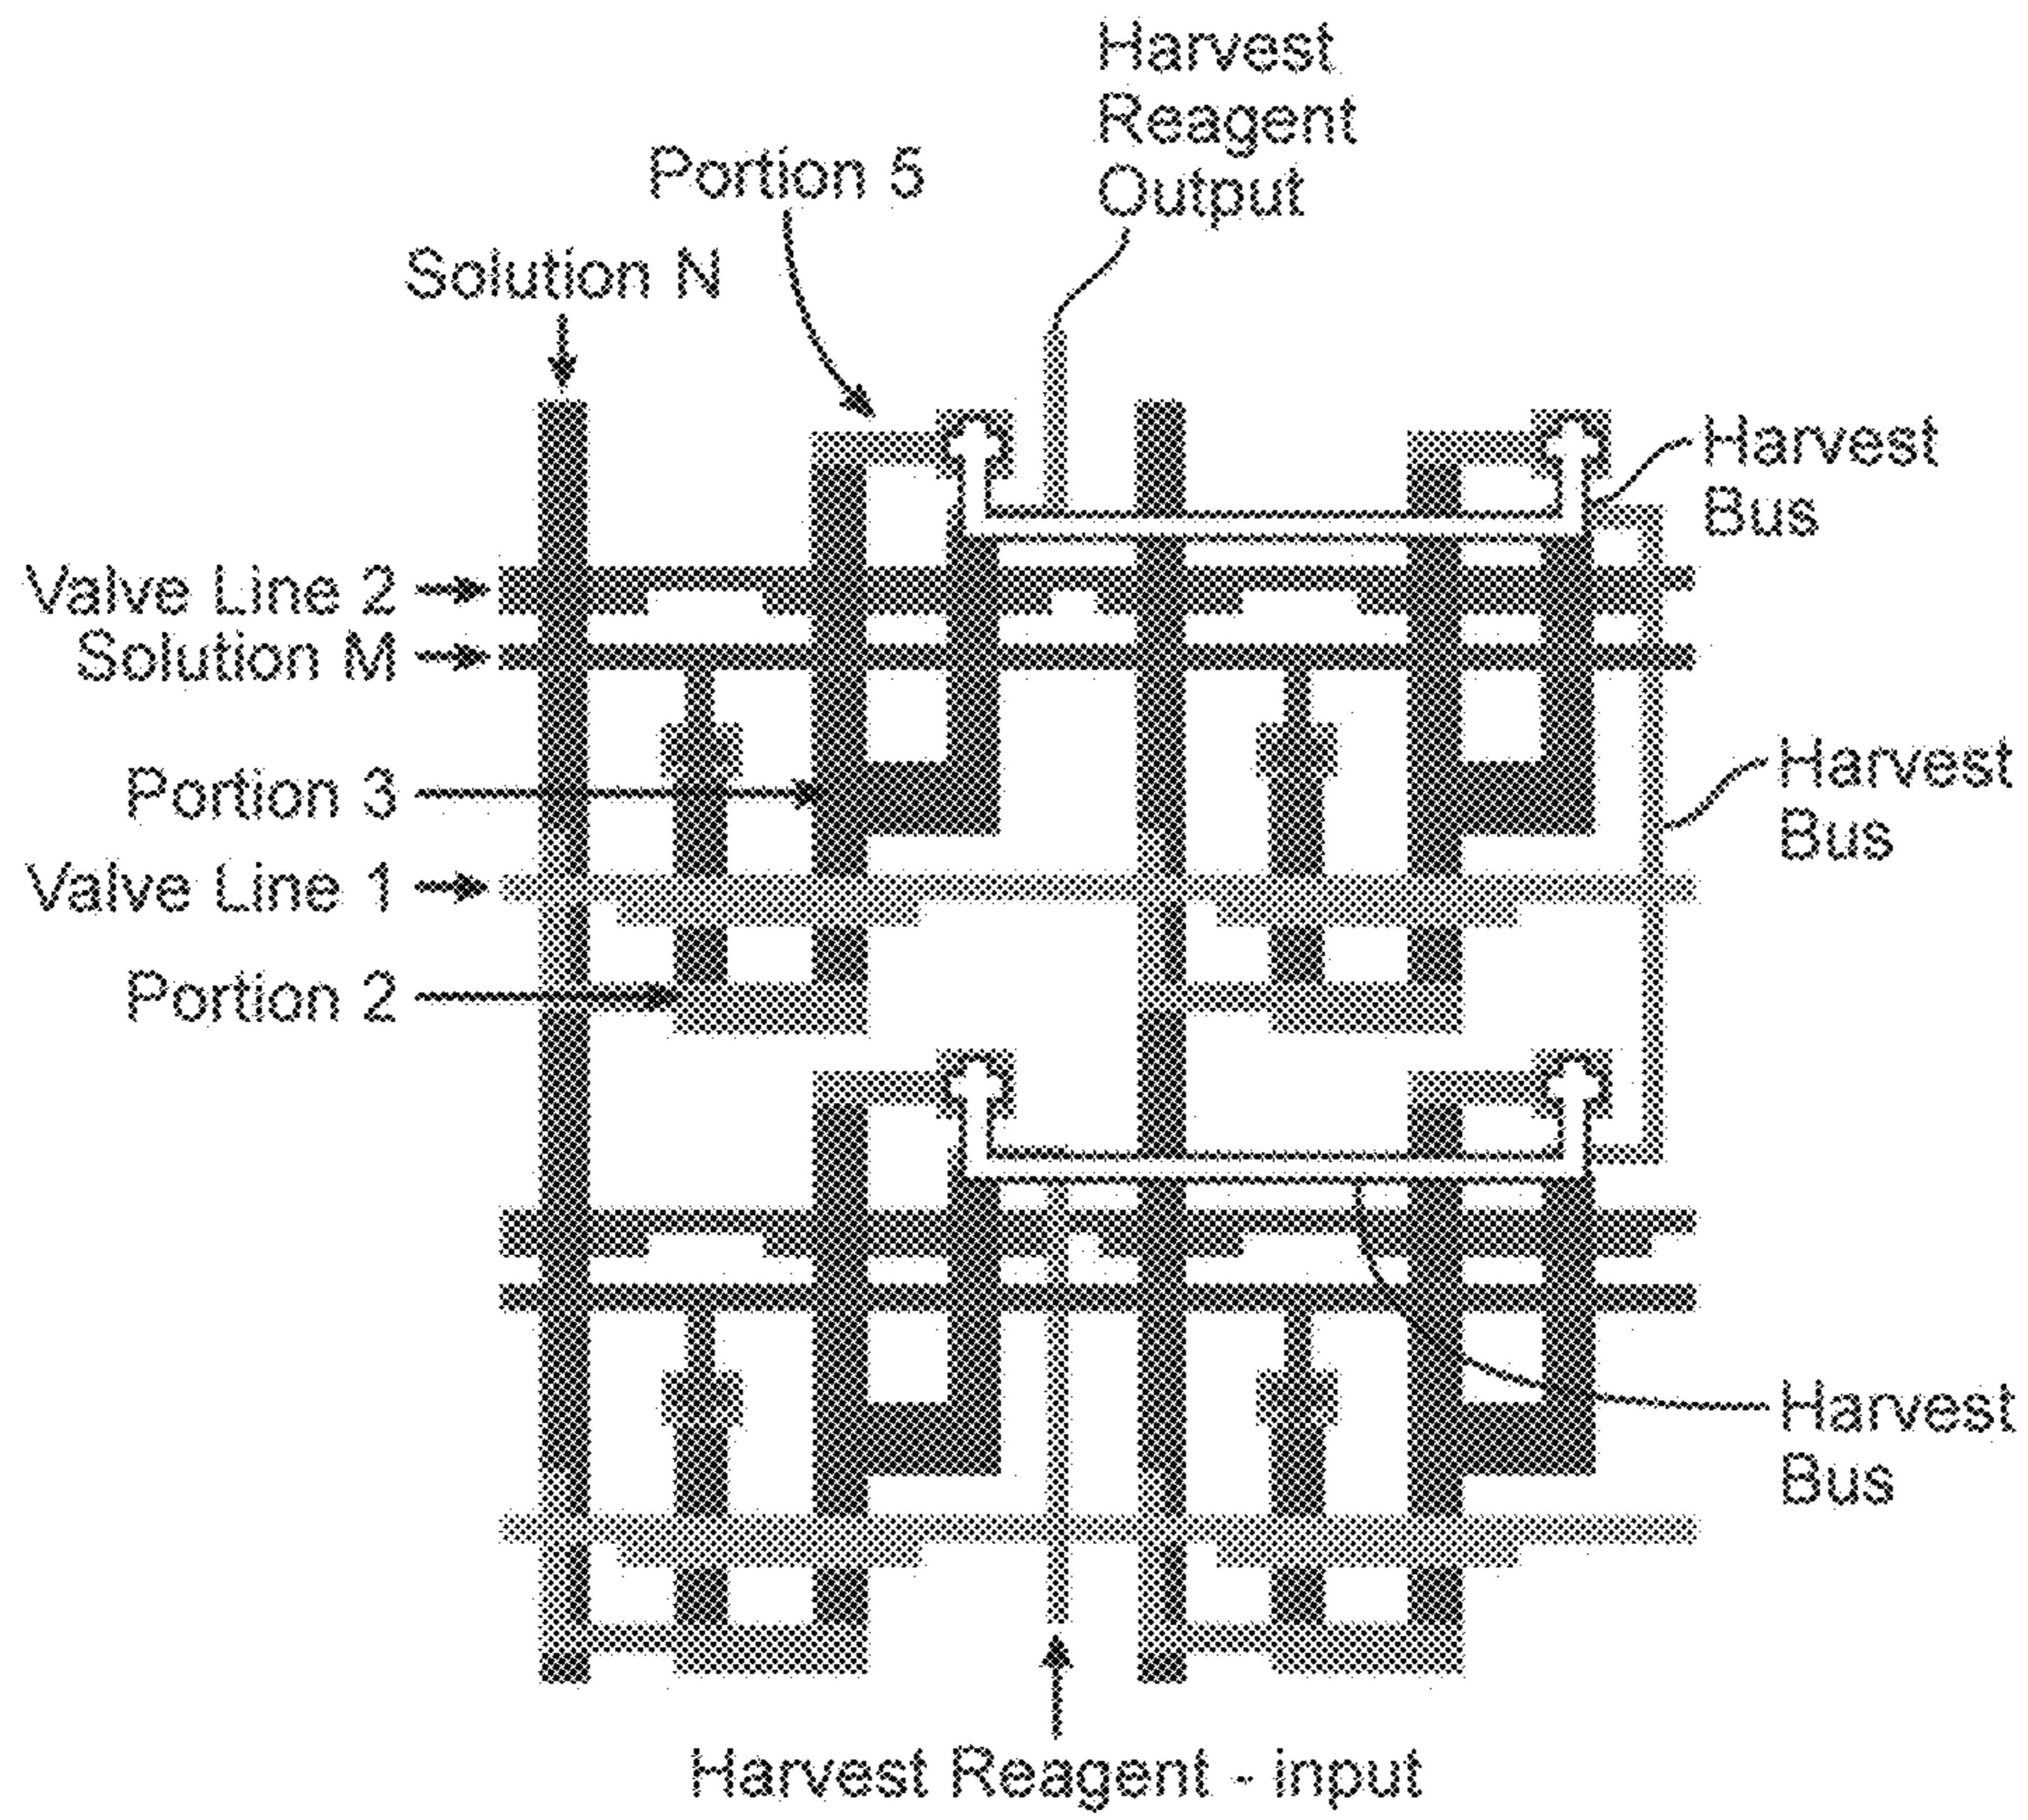 Harvest
Reagent
Output
Portion 5
Solution N
Harvest
Bus
Valve Line 2
Solution M
Harvest
Bus
Portion 3
Valve Line 1
Portion 2
Harvest
Bus
Harvest Reagent - input